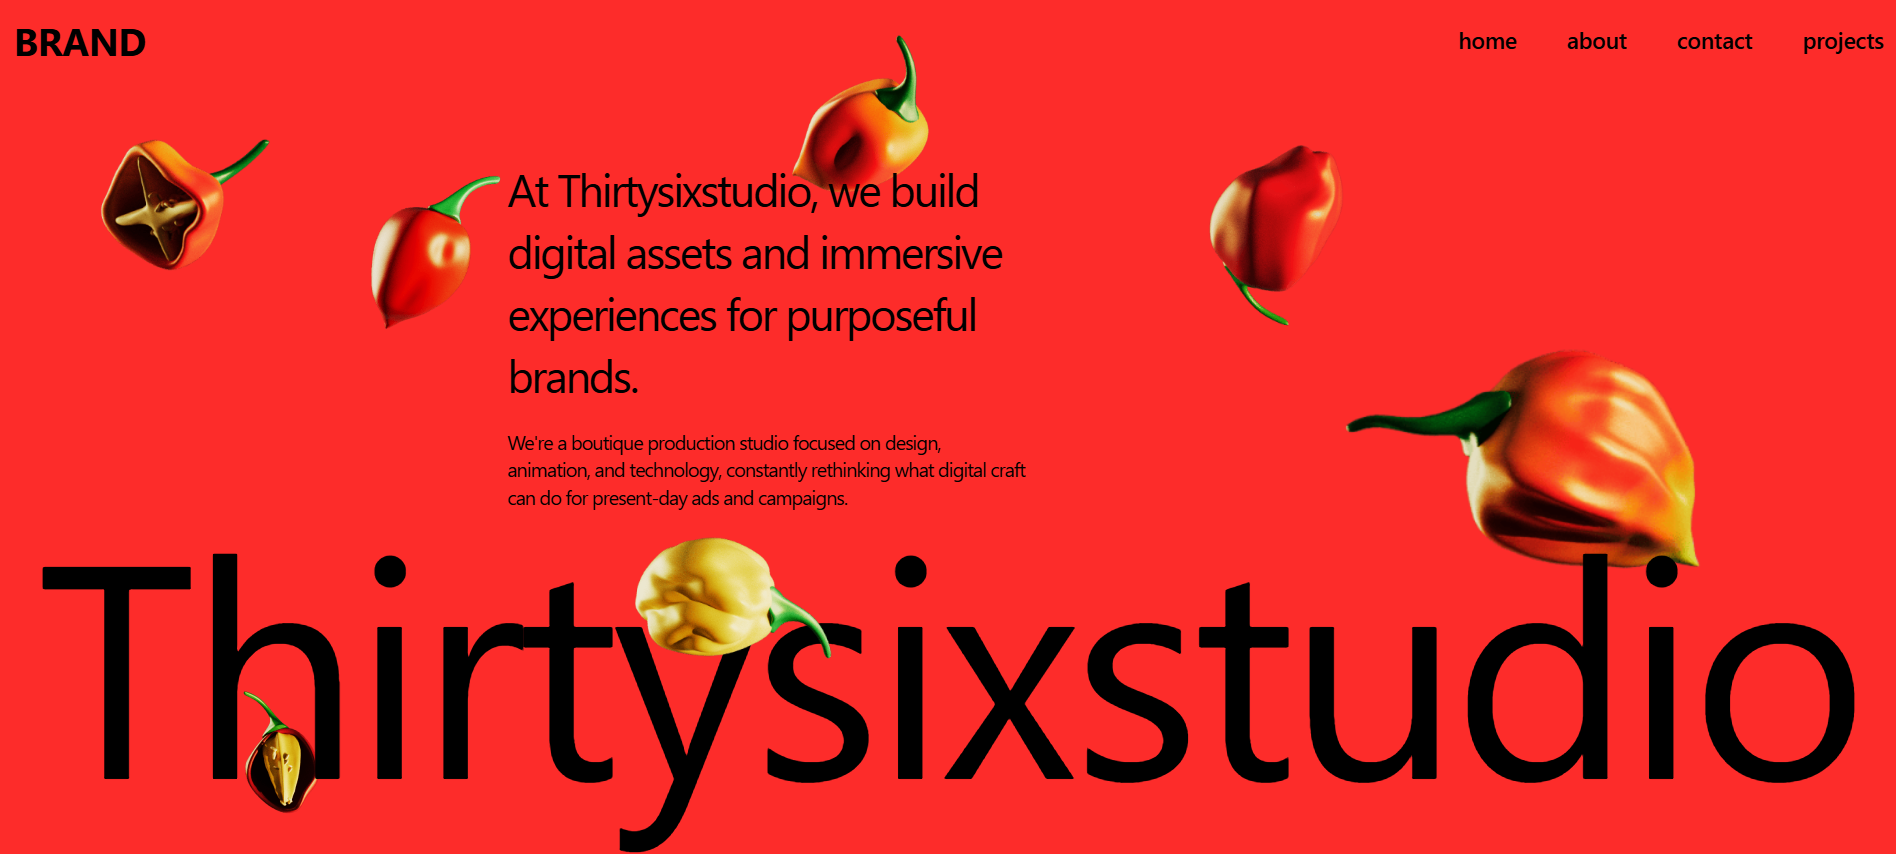 BRAND
home about contact projects
At Thirtysixstudio, we build
digital assets and immersive
experiences for purposeful
brands.
We're a boutique production studio focused on design,
animation, and technology, constantly rethinking what digital craft
can do for present-day ads and campaigns.
Thirtysixstudio